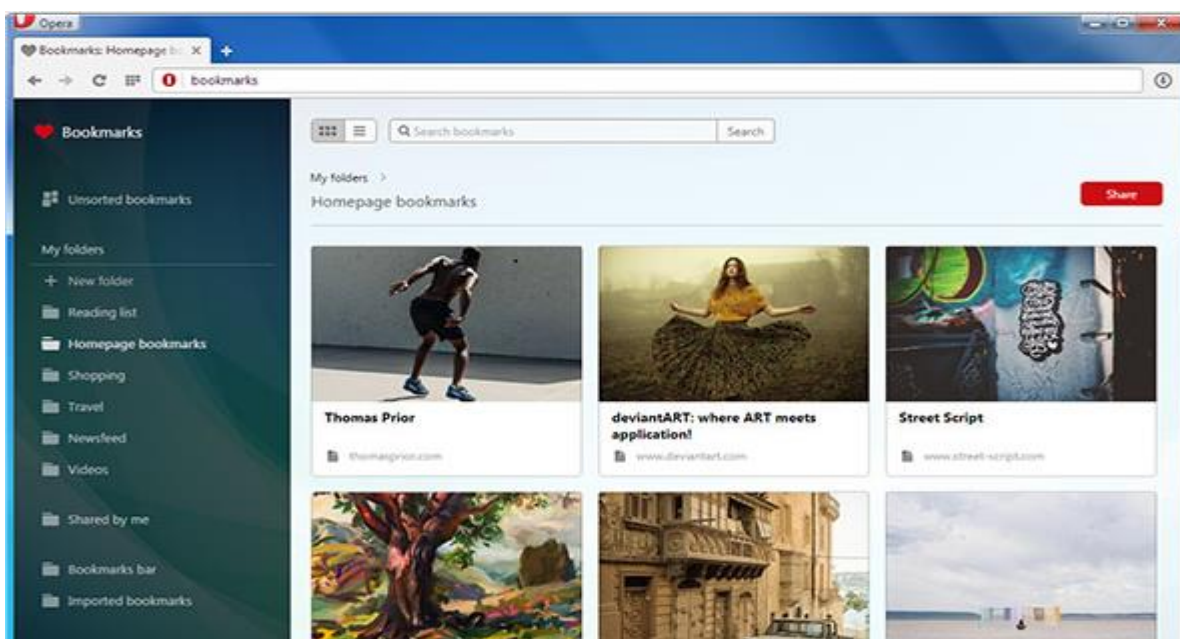 Opera
Bookmarks: Homepage b
bookmarks
Bookmarks
Unsorted bookmarks
My folders
New folder
Reading list
Homepage bookmarks
Shopping
Travel
Newsfeed
Videos
Shared by me
Bookmarks bar
Imported bookmarks
Search bookmarks
Search
My folders >
Homepage bookmarks
Share
Thomas Prior
thomasprior.com
deviantART: where ART meets
application!
www.deviantart.com
Street Script
www.street-script.com